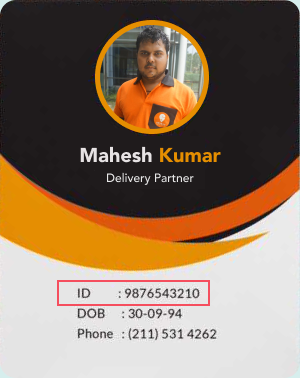 Mahesh Kumar
Delivery Partner
ID : 9876543210
DOB : 30-09-94
Phone : (211) 531 4262